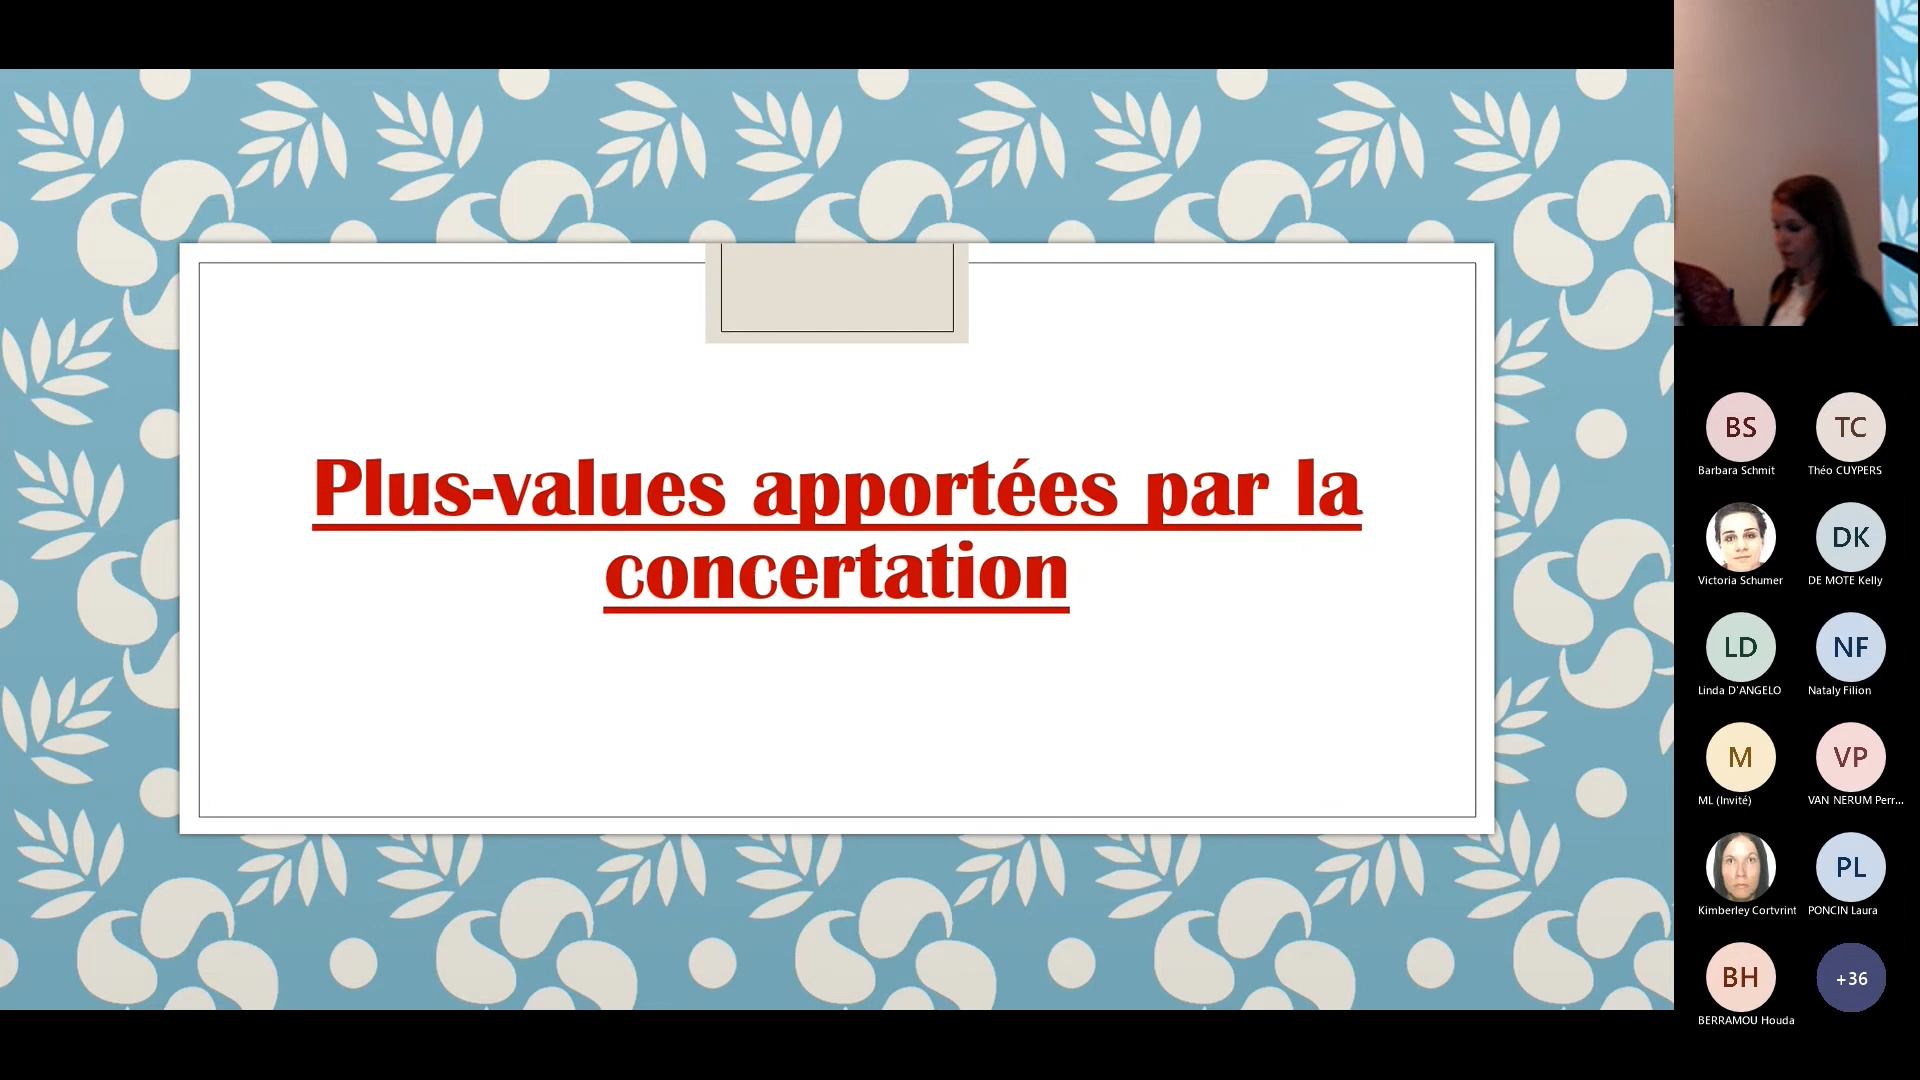 Plus-values apportées par la
concertation
BS
Barbara Schmit
TC
Théo CUYPERS
Victoria Schumer
DK
DE MOTE Kelly
LD
Linda D'ANGELO
NF
Nataly Filion
M
ML (Invité)
VP
VAN NERUM Perr...
Kimberley Cortvrint
PL
PONCIN Laura
BH
BERRAMOU Houda
+36